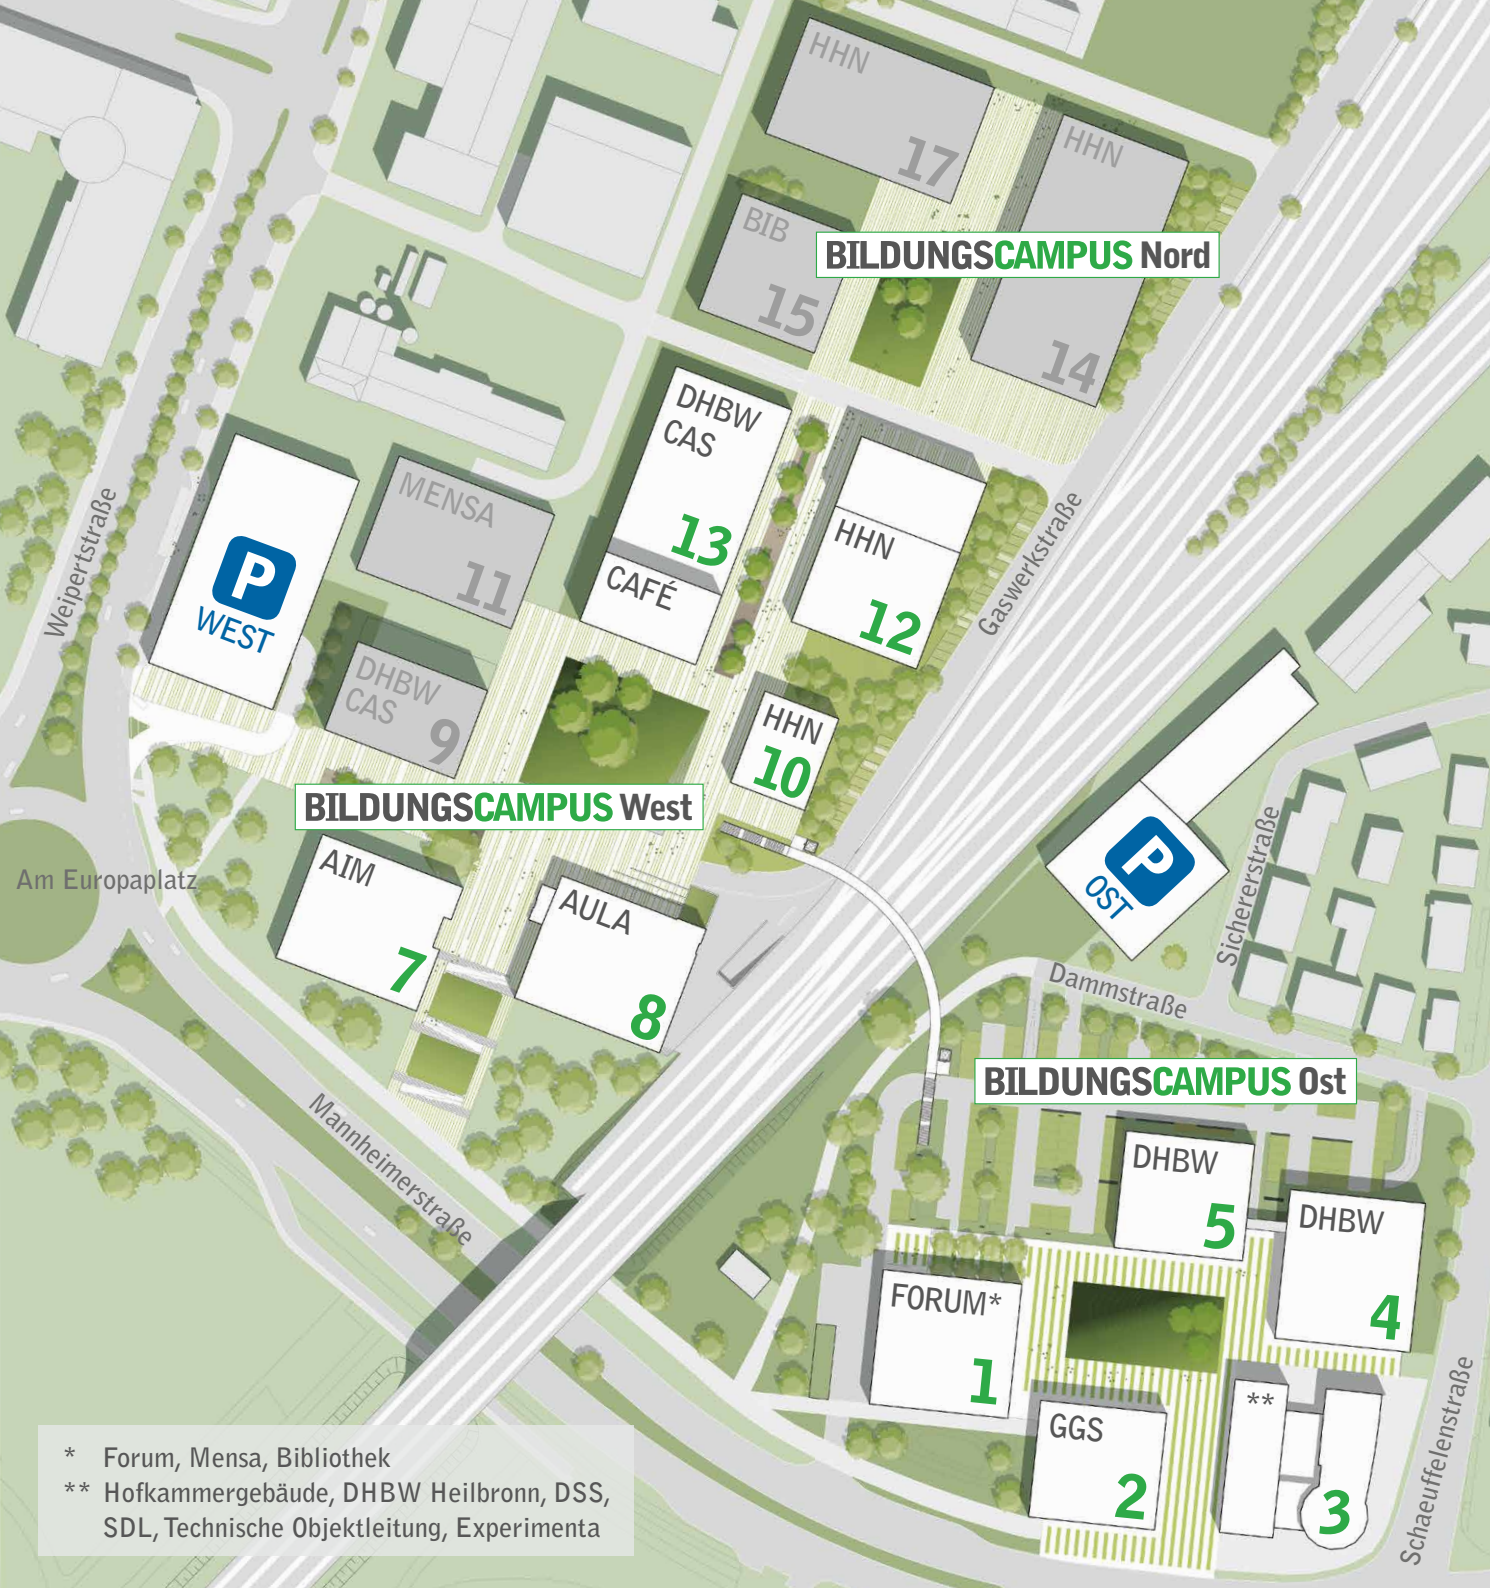 HHN
17
HHN
14
BIB
15
BILDUNGSCAMPUS Nord
DHBW
CAS
13
CAFÉ
HHN
12
MENSA
11
P
WEST
DHBW
CAS
9
HHN
10
Weipertstraße
Gaswerkstraße
BILDUNGSCAMPUS West
AIM
7
AULA
8
Am Europaplatz
P
OST
Sichererstraße
Dammstraße
Mannheimerstraße
BILDUNGSCAMPUS Ost
DHBW
5
DHBW
4
FORUM*
1
GGS
2
**
3
Schaeuffelenstraße
* Forum, Mensa, Bibliothek
** Hofkammergebäude, DHBW Heilbronn, DSS,
SDL, Technische Objektleitung, Experimenta